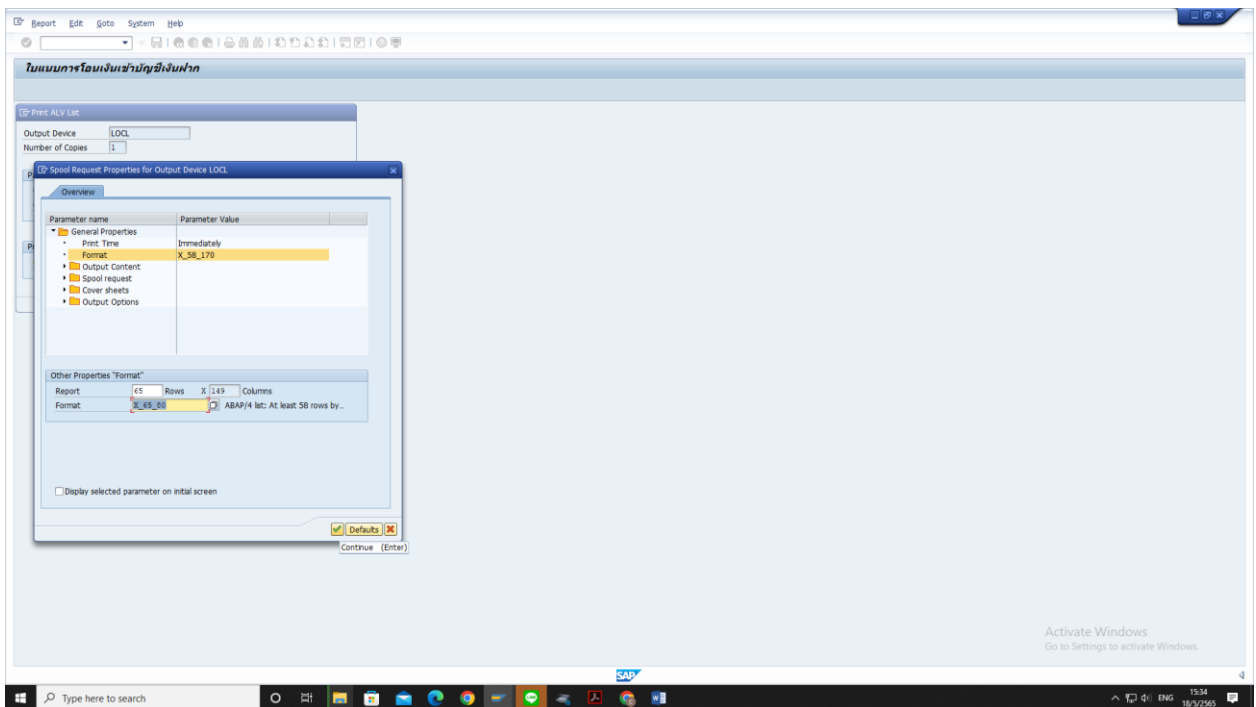 Report Edit Goto System Help
ใบแนบการโอนเงินเข้าบัญชีเงินฝาก
Print ALV List
Output Device LOCL
Number of Copies 1
Spool Request Properties for Output Device LOCL
Overview
Parameter name Parameter Value
General Properties
Print Time Immediately
Format X_58_170
Output Content
Spool request
Cover sheets
Output Options
Other Properties "Format"
Report 65 Rows X 149 Columns
Format X_65_80 ABAP/4 list: At least 58 rows by..
Display selected parameter on initial screen
Defaults
Continue (Enter)
Activate Windows
Go to Settings to activate Windows.
SAP
Type here to search
ENG
15:34
18/5/2565